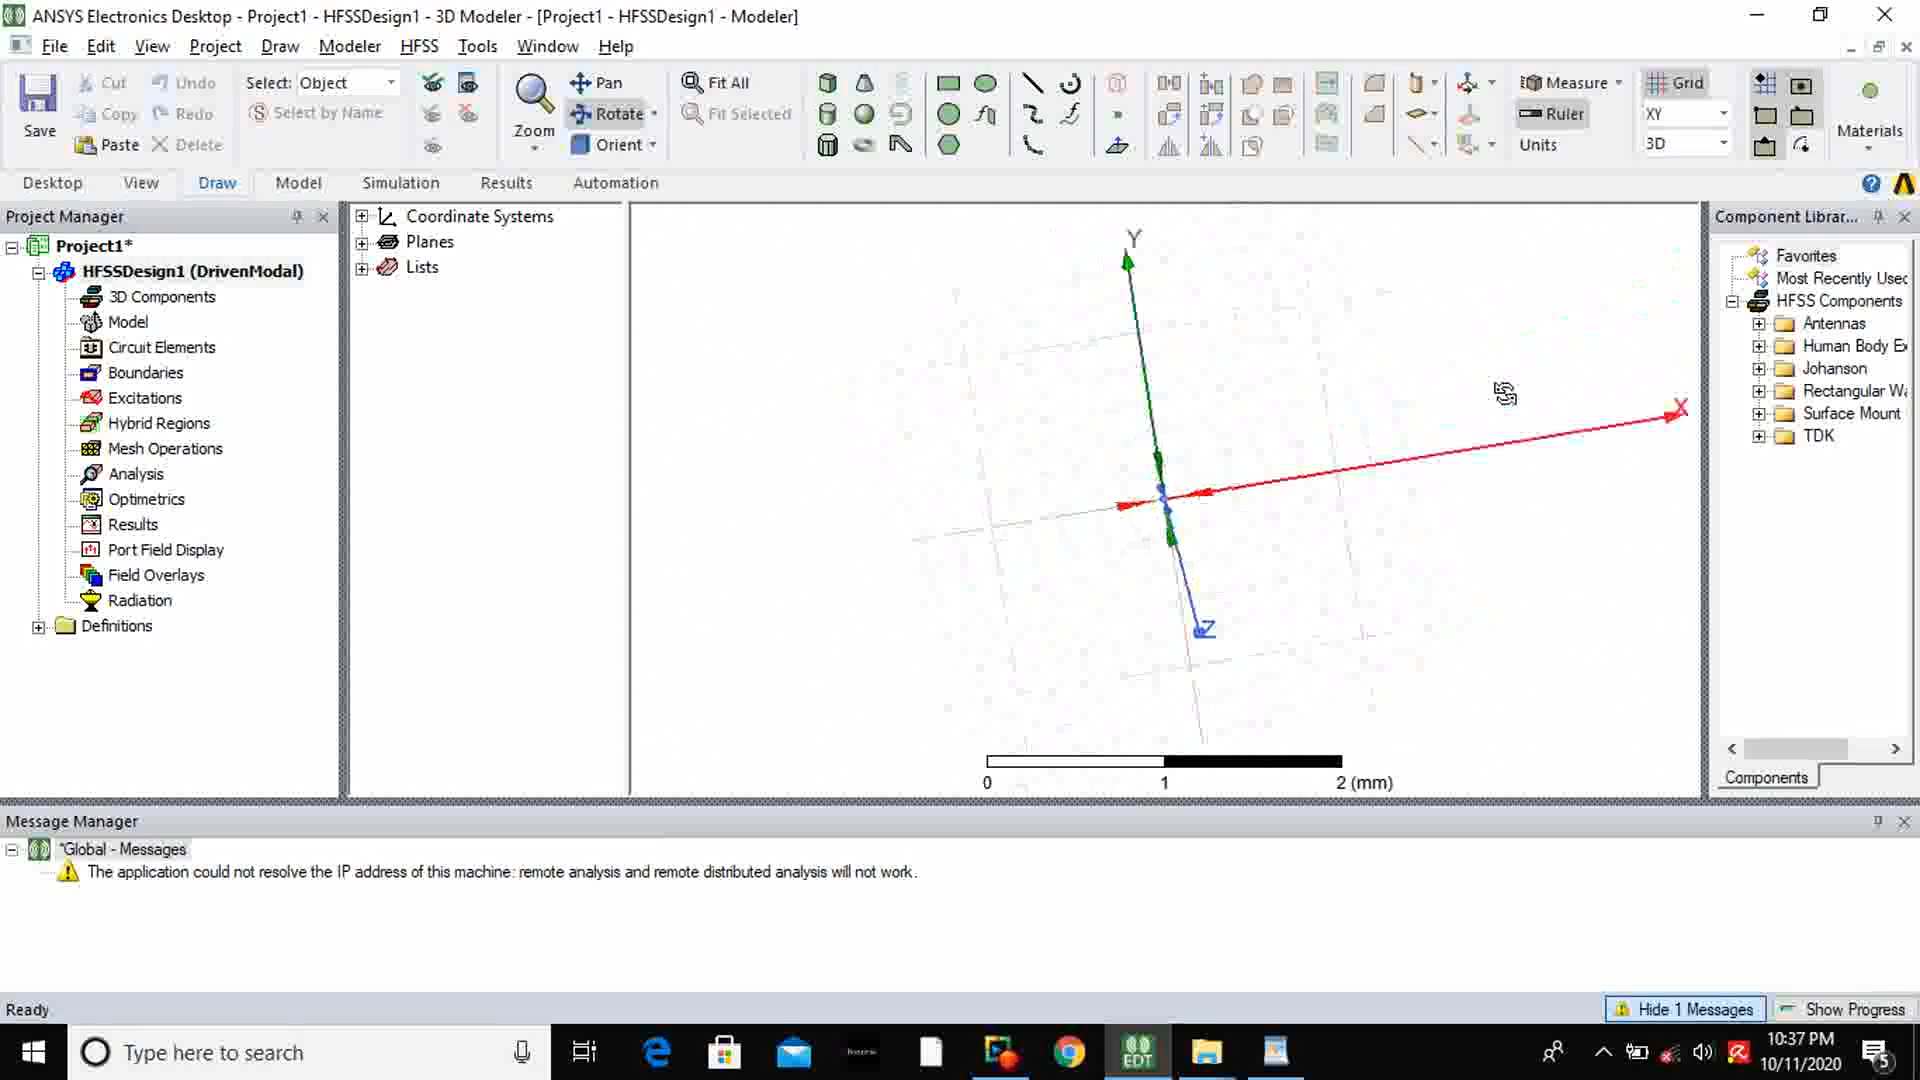 ANSYS Electronics Desktop - Project1 - HFSSDesign1 - 3D Modeler - [Project1 - HFSSDesign1 - Modeler]
File Edit View Project Draw Modeler HFSS Tools Window Help
Save
Cut
Copy
Paste
Undo
Redo
Delete
Select: Object
Select by Name
Zoom
Pan
Rotate
Orient
Fit All
Fit Selected
Measure
Ruler
Units
Grid
XY
3D
Materials
Desktop View Draw Model Simulation Results Automation
Project Manager
Project1*
HFSSDesign1 (DrivenModal)
3D Components
Model
Circuit Elements
Boundaries
Excitations
Hybrid Regions
Mesh Operations
Analysis
Optimetrics
Results
Port Field Display
Field Overlays
Radiation
Definitions
Coordinate Systems
Planes
Lists
Y
X
Z
0 1 2 (mm)
Component Librar...
Favorites
Most Recently Used
HFSS Components
Antennas
Human Body
Johanson
Rectangular
Surface Mount
TDK
Components
Message Manager
*Global - Messages
The application could not resolve the IP address of this machine: remote analysis and remote distributed analysis will not work.
Ready
Hide 1 Messages
Show Progress
Type here to search
EDT
10:37 PM
10/11/2020
5